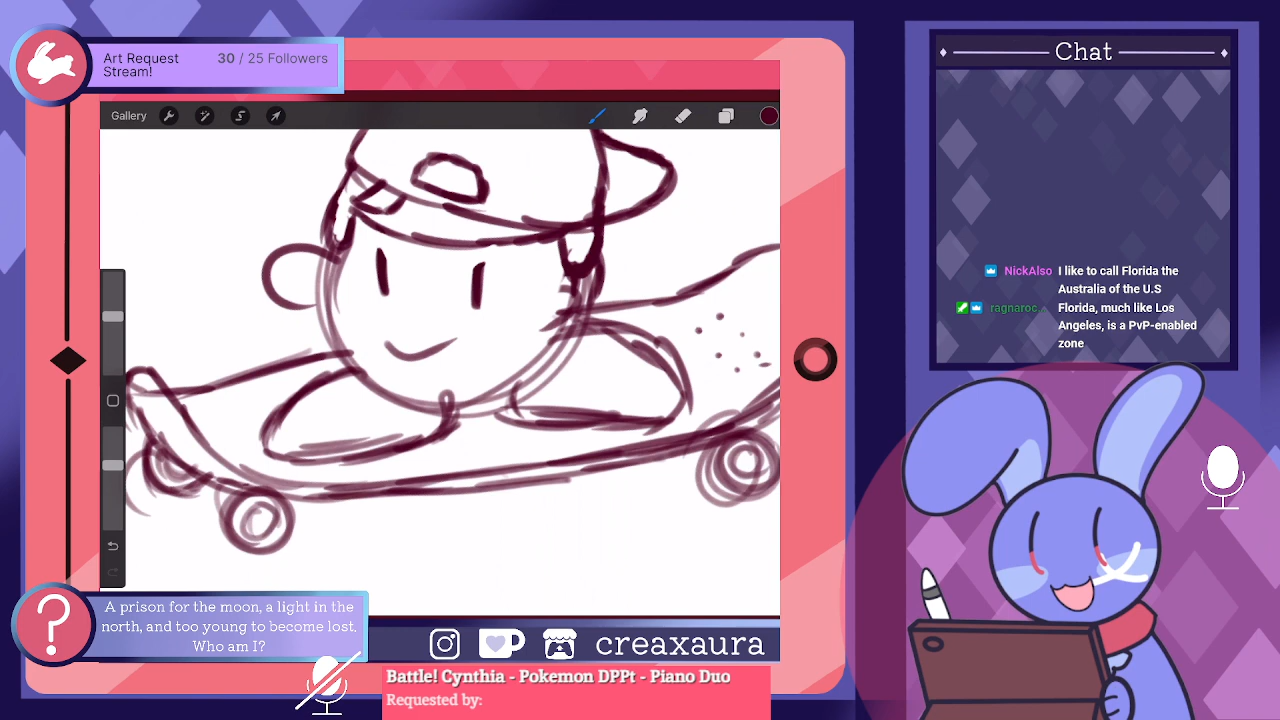 Art Request
Stream!
30 / 25 Followers
Chat
Gallery
NickAlso I like to call Florida the
Australia of the U.S
ragnaroc... Florida, much like Los
Angeles, is a PvP-enabled
zone
A prison for the moon, a light in the
north, and too young to become lost.
Who am I?
creaxaura
Battle! Cynthia - Pokemon DPPt - Piano Duo
Requested by: